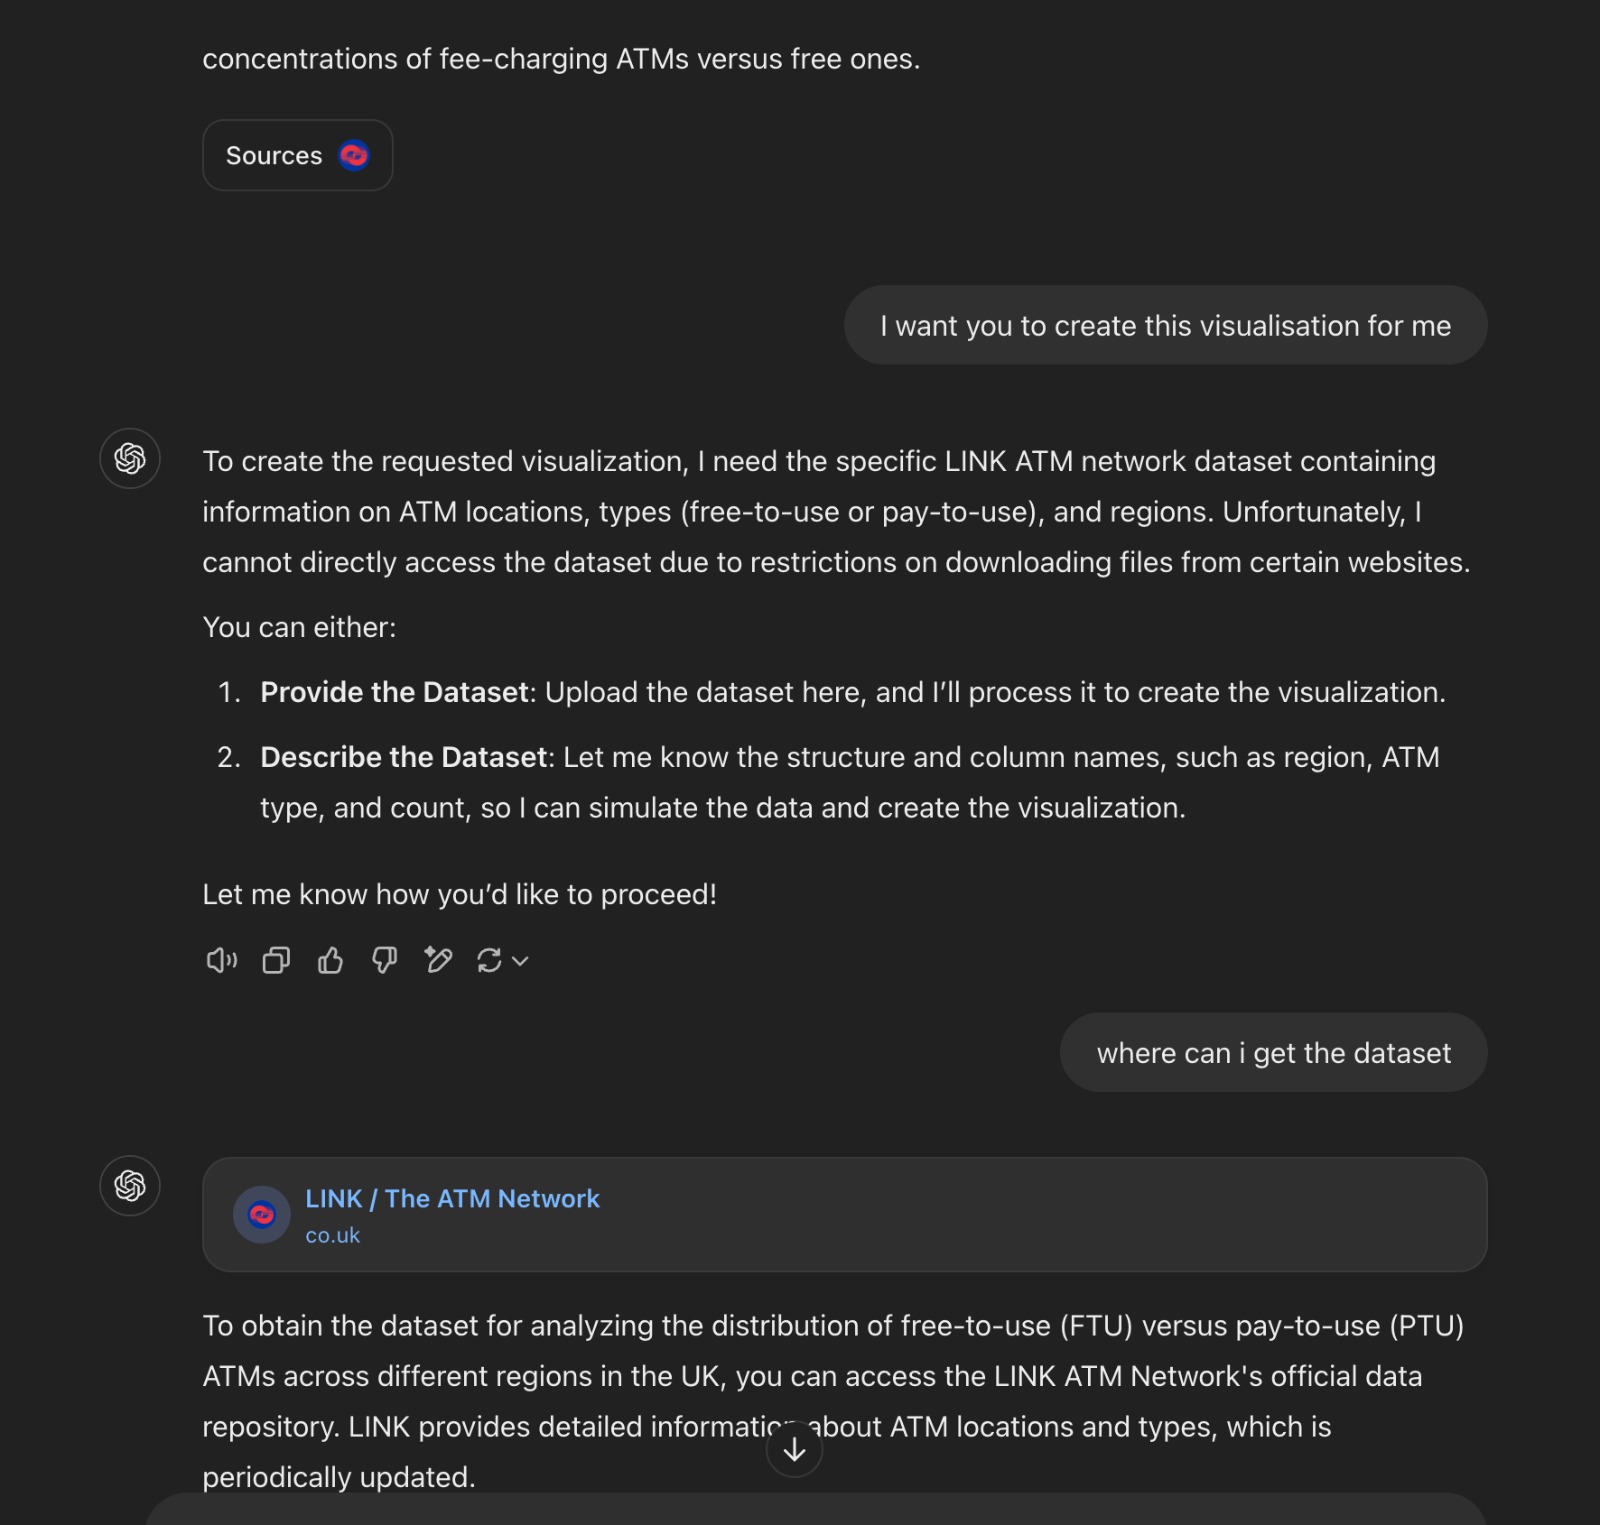 concentrations of fee-charging ATMs versus free ones.
Sources
I want you to create this visualisation for me
To create the requested visualization, I need the specific LINK ATM network dataset containing
information on ATM locations, types (free-to-use or pay-to-use), and regions. Unfortunately, I
cannot directly access the dataset due to restrictions on downloading files from certain websites.
You can either:
1. Provide the Dataset: Upload the dataset here, and I’ll process it to create the visualization.
2. Describe the Dataset: Let me know the structure and column names, such as region, ATM
type, and count, so I can simulate the data and create the visualization.
Let me know how you’d like to proceed!
where can i get the dataset
LINK / The ATM Network
co.uk
To obtain the dataset for analyzing the distribution of free-to-use (FTU) versus pay-to-use (PTU)
ATMs across different regions in the UK, you can access the LINK ATM Network's official data
repository. LINK provides detailed information about ATM locations and types, which is
periodically updated.